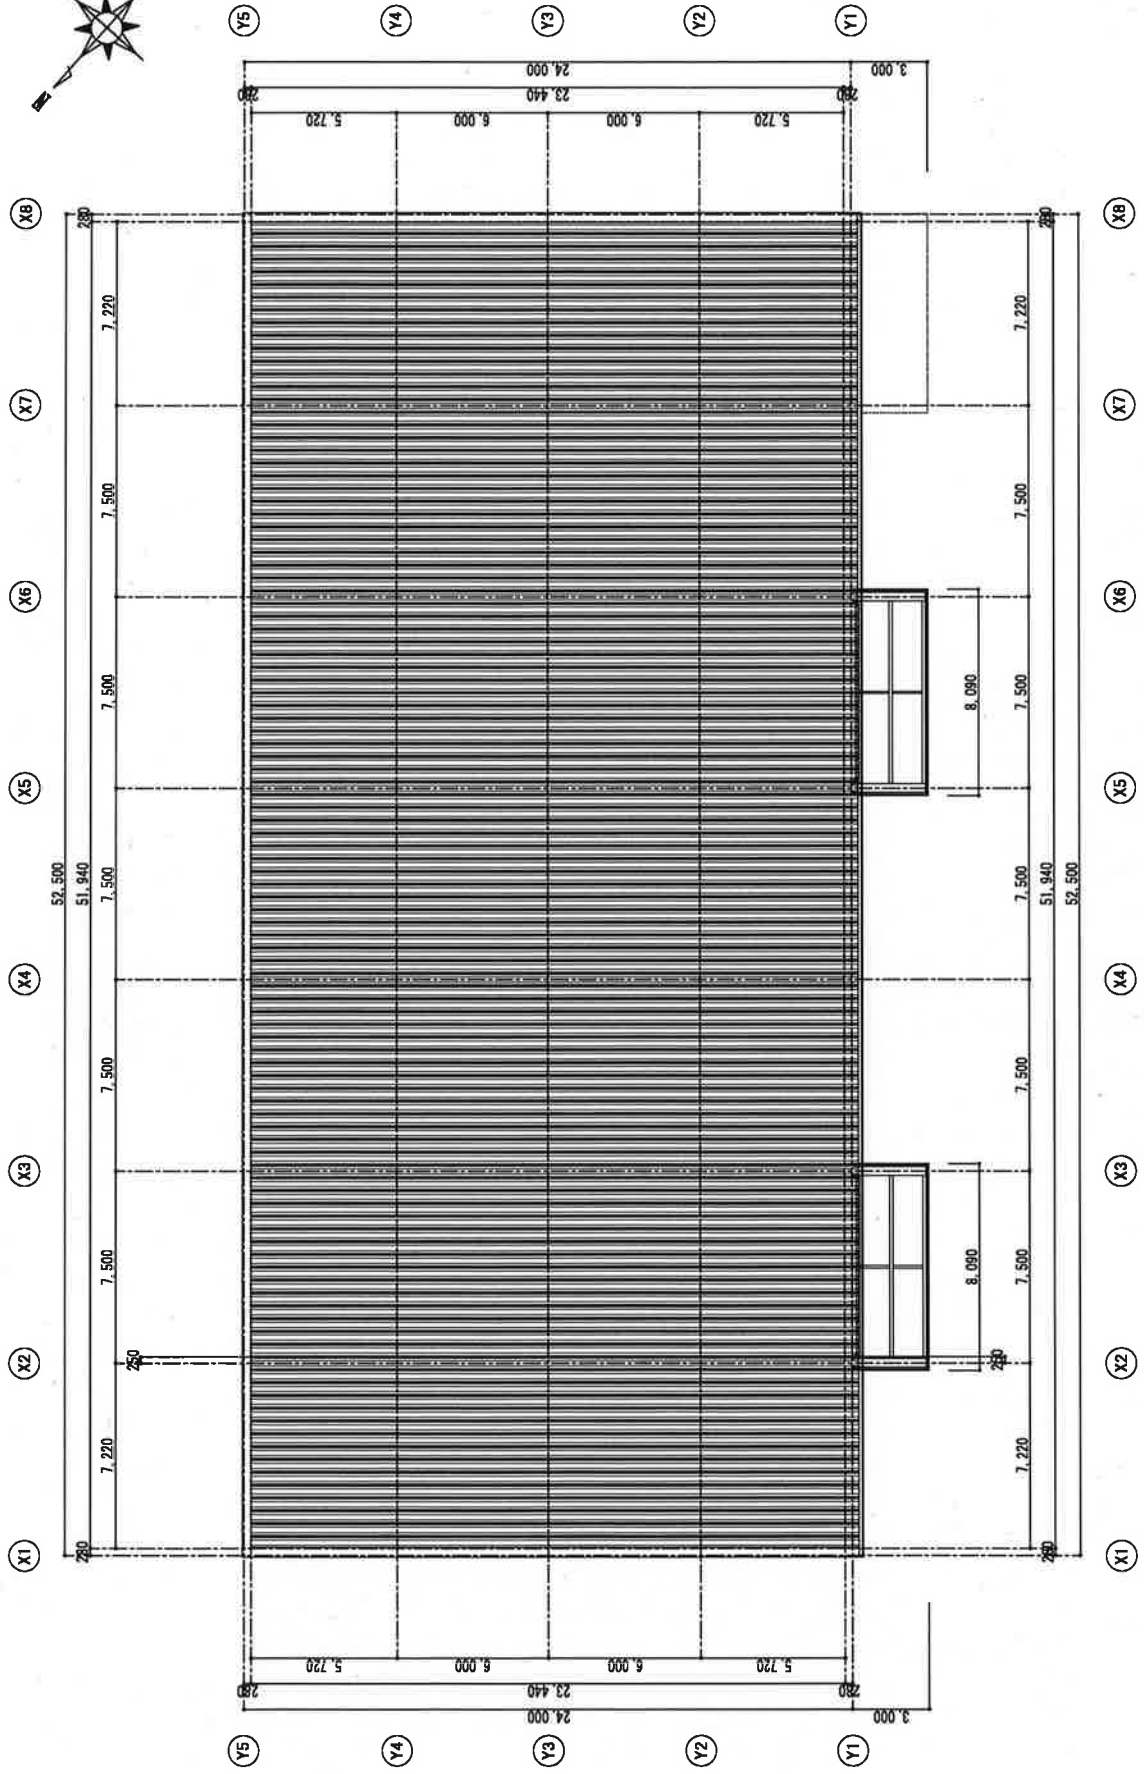 N
Y5 Y4 Y3 Y2 Y1
24,000 3,000
280 23,440 280
5,720 6,000 6,000 5,720
X8 280 280 X8
7,220 7,220
X7 X7
7,500 7,500
X6 X6
7,500 8,090 7,500
X5 X5
52,500 51,940 7,500 7,500 51,940 52,500
X4 X4
7,500 7,500
X3 X3
7,500 8,090 7,500
X2 250 250 X2
7,220 7,220
X1 280 280 X1
5,720 6,000 6,000 5,720
280 23,440 280
24,000 3,000
Y5 Y4 Y3 Y2 Y1